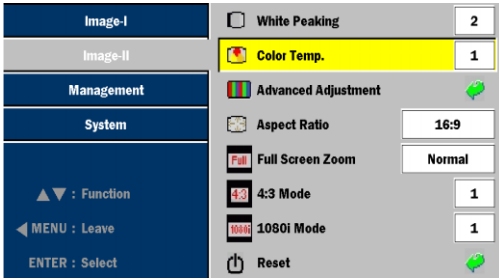 Image-I
Image-II
Management
System
▲▼ : Function
◀ MENU : Leave
ENTER : Select
White Peaking 2
Color Temp. 1
Advanced Adjustment
Aspect Ratio 16:9
Full Full Screen Zoom Normal
4:3 4:3 Mode 1
1080i 1080i Mode 1
Reset